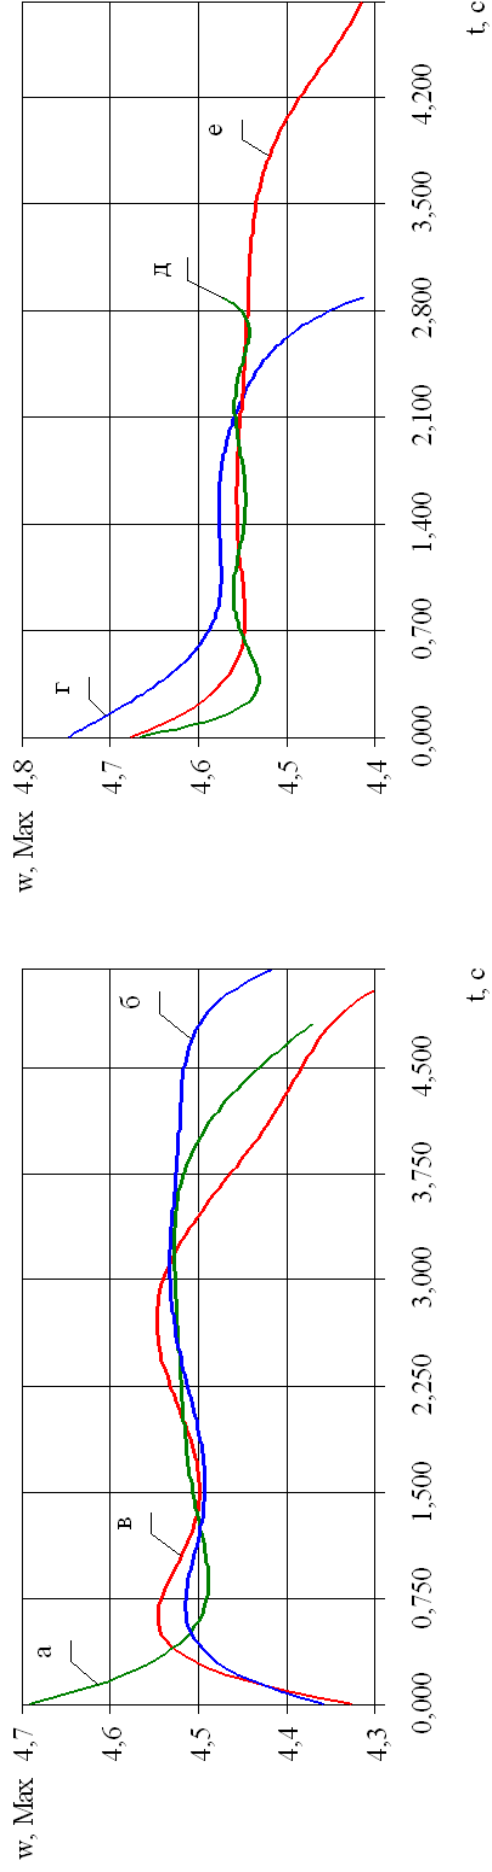 w, Мах 4,7
4,6
4,5
4,4
4,3
а
в
б
0,000 0,750 1,500 2,250 3,000 3,750 4,500
t, с
w, Мах 4,8
4,7
4,6
4,5
4,4
г
д
е
0,000 0,700 1,400 2,100 2,800 3,500 4,200
t, с